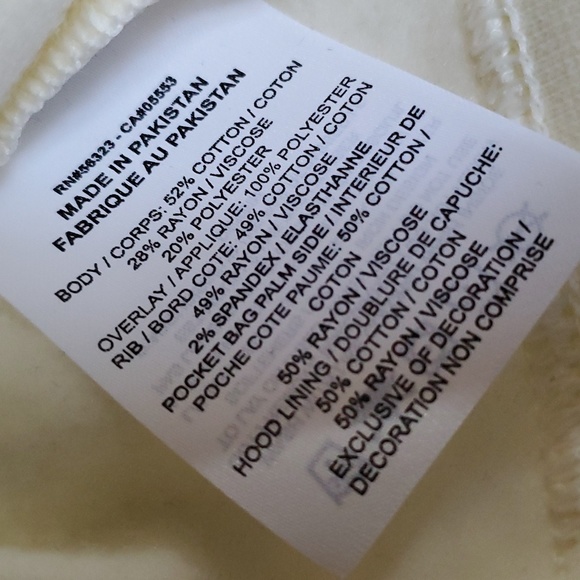 RN#56323 - CA#05553
MADE IN PAKISTAN
FABRIQUE AU PAKISTAN
BODY / CORPS: 52% COTTON / COTON
28% RAYON / VISCOSE
20% POLYESTER
OVERLAY / APPLIQUE: 100% POLYESTER
RIB / BORD COTE: 49% COTTON / COTON
49% RAYON / VISCOSE
2% SPANDEX / ELASTHANNE
POCKET BAG PALM SIDE / INTERIEUR DE
POCHE COTE PAUME: 50% COTTON /
COTON
50% RAYON / VISCOSE
HOOD LINING / DOUBLURE DE CAPUCHE:
50% COTTON / COTON
50% RAYON / VISCOSE
EXCLUSIVE OF DECORATION /
DECORATION NON COMPRISE